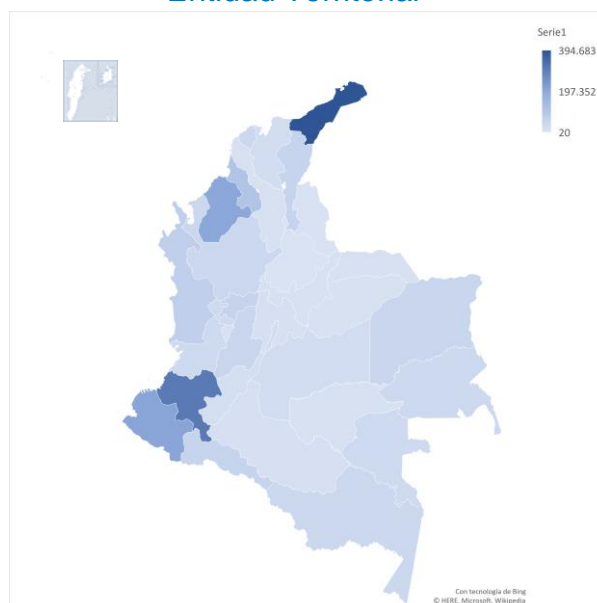 Entidad Territorial
Serie1
394.683
197.352
20
Con tecnología de Bing
© HERE, Microsoft, Wikipedia